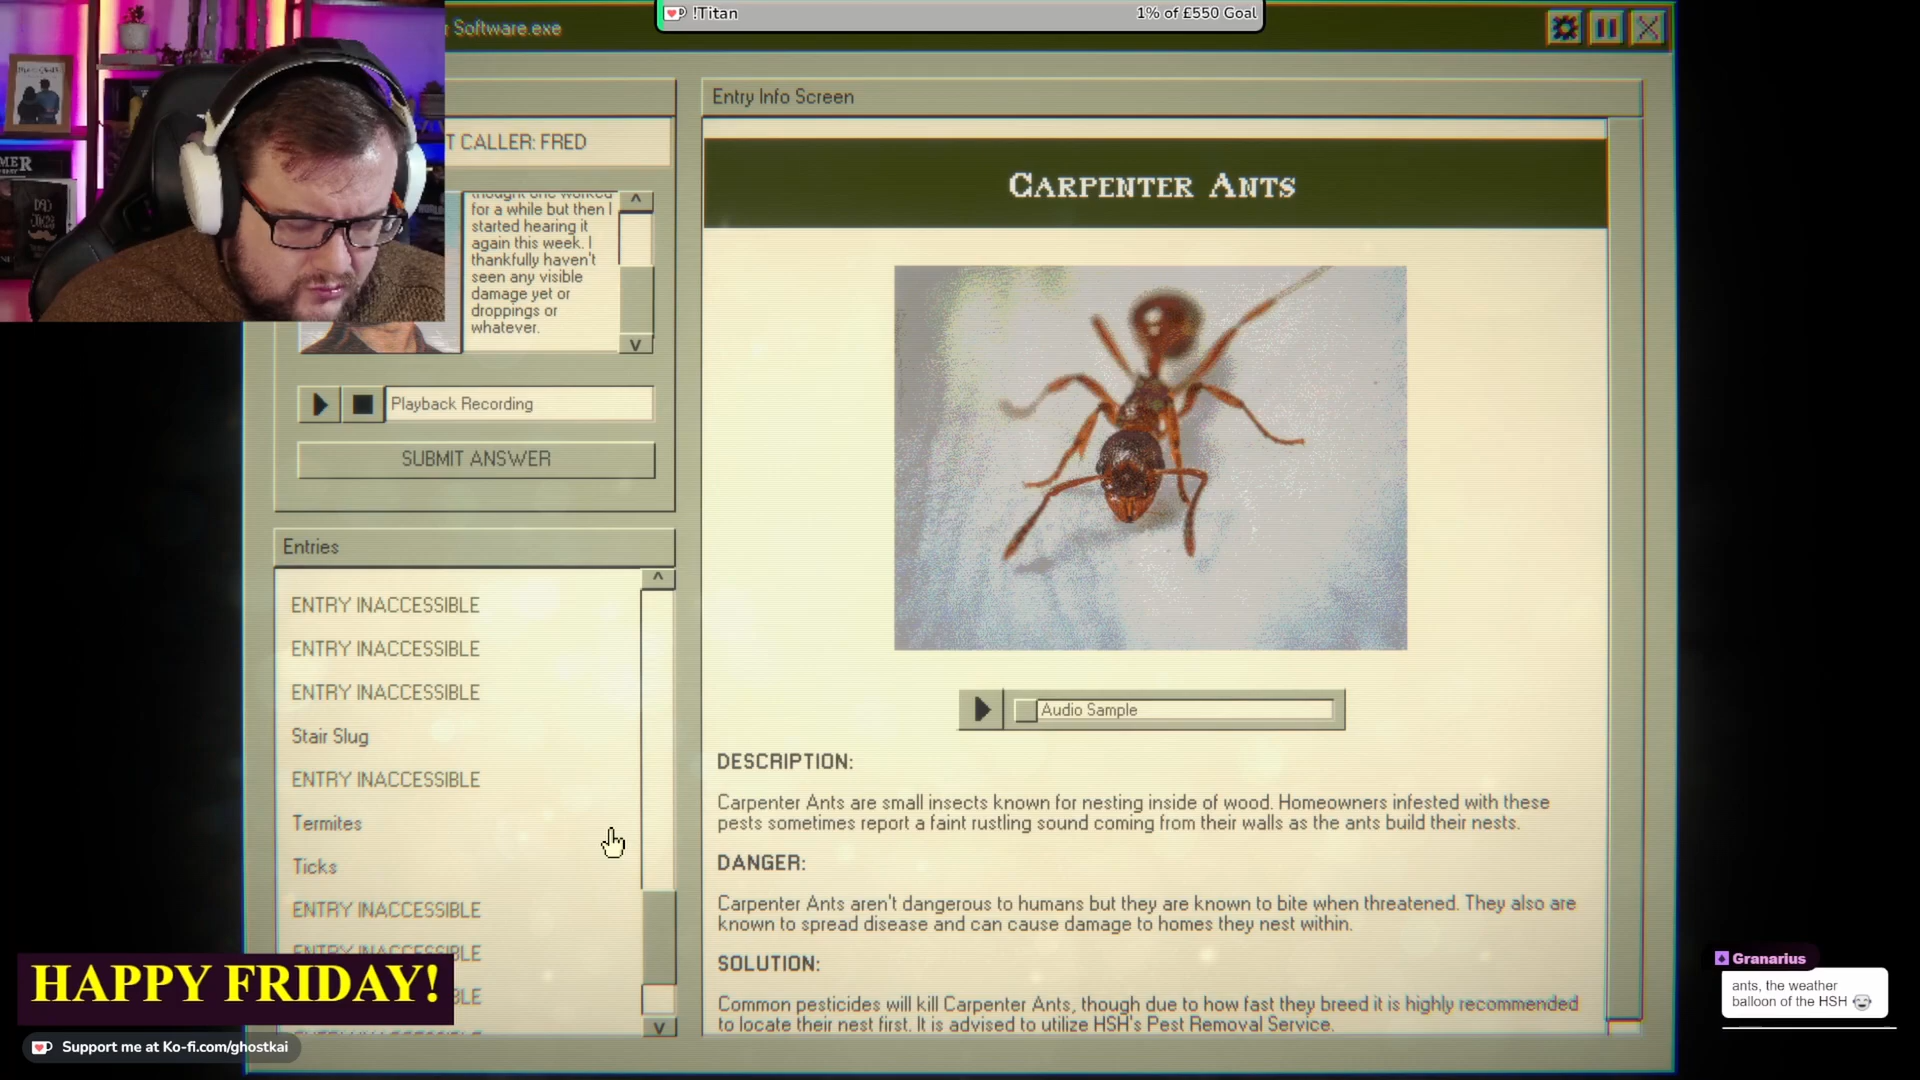 !Titan
1% of £550 Goal
Software.exe
T CALLER: FRED
thought one worked
for a while but then I
started hearing it
again this week. I
thankfully haven't
seen any visible
damage yet or
droppings or
whatever.
Playback Recording
SUBMIT ANSWER
Entries
ENTRY INACCESSIBLE
ENTRY INACCESSIBLE
ENTRY INACCESSIBLE
Stair Slug
ENTRY INACCESSIBLE
Termites
Ticks
ENTRY INACCESSIBLE
ENTRY INACCESSIBLE
Entry Info Screen
CARPENTER ANTS
Audio Sample
DESCRIPTION:
Carpenter Ants are small insects known for nesting inside of wood. Homeowners infested with these
pests sometimes report a faint rustling sound coming from their walls as the ants build their nests.
DANGER:
Carpenter Ants aren't dangerous to humans but they are known to bite when threatened. They also are
known to spread disease and can cause damage to homes they nest within.
SOLUTION:
Common pesticides will kill Carpenter Ants, though due to how fast they breed it is highly recommended
to locate their nest first. It is advised to utilize HSH's Pest Removal Service.
HAPPY FRIDAY!
Support me at Ko-fi.com/ghostkai
Granarius
ants, the weather
balloon of the HSH